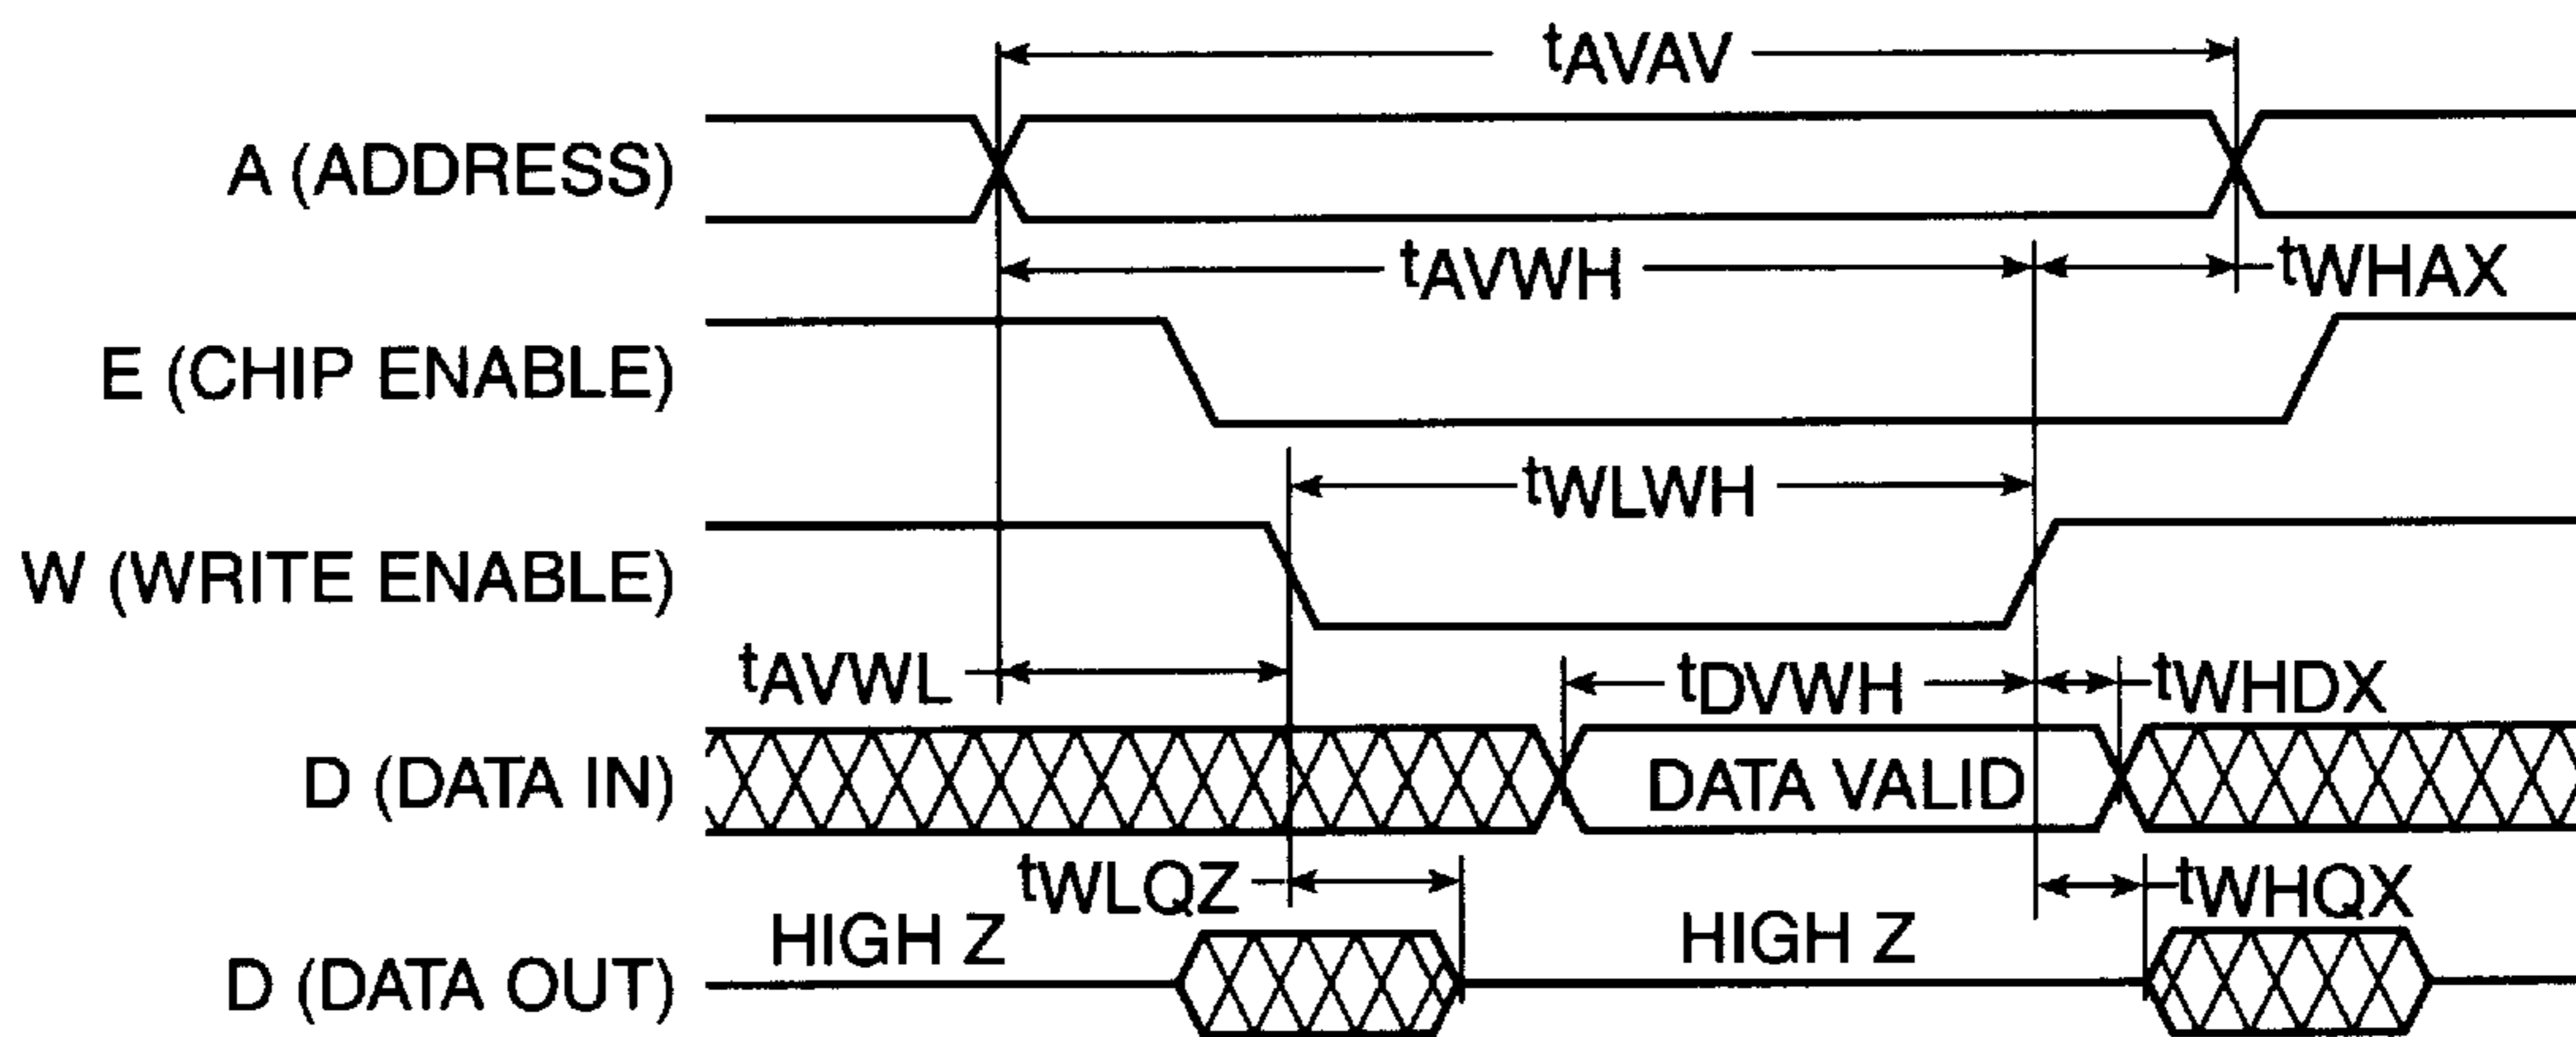 tAVAV
A (ADDRESS)
tAVWH
tWHAX
E (CHIP ENABLE)
tWLWH
W (WRITE ENABLE)
tAVWL
tDVWH
tWHDX
D (DATA IN)
DATA VALID
tWLQZ
tWHQX
HIGH Z
HIGH Z
D (DATA OUT)